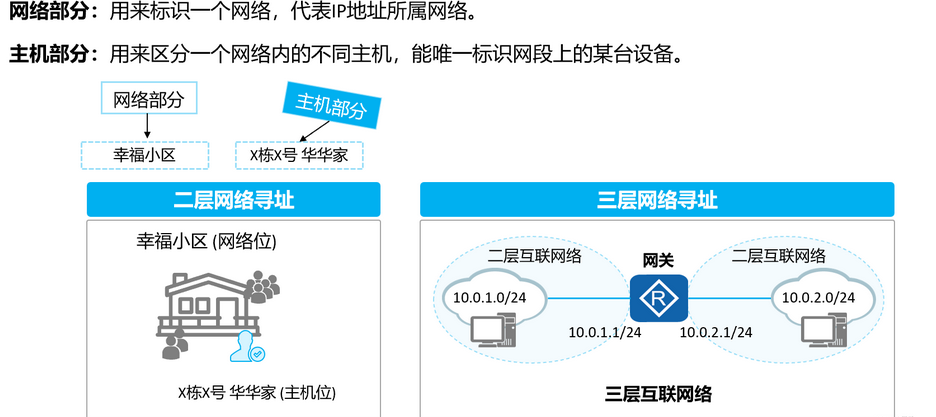 网络部分：用来标识一个网络，代表IP地址所属网络。
主机部分：用来区分一个网络内的不同主机，能唯一标识网段上的某台设备。
网络部分
主机部分
幸福小区
X栋X号 华华家
二层网络寻址
三层网络寻址
幸福小区 (网络位)
X栋X号 华华家 (主机位)
二层互联网络
网关
二层互联网络
10.0.1.0/24
R
10.0.2.0/24
10.0.1.1/24
10.0.2.1/24
三层互联网络